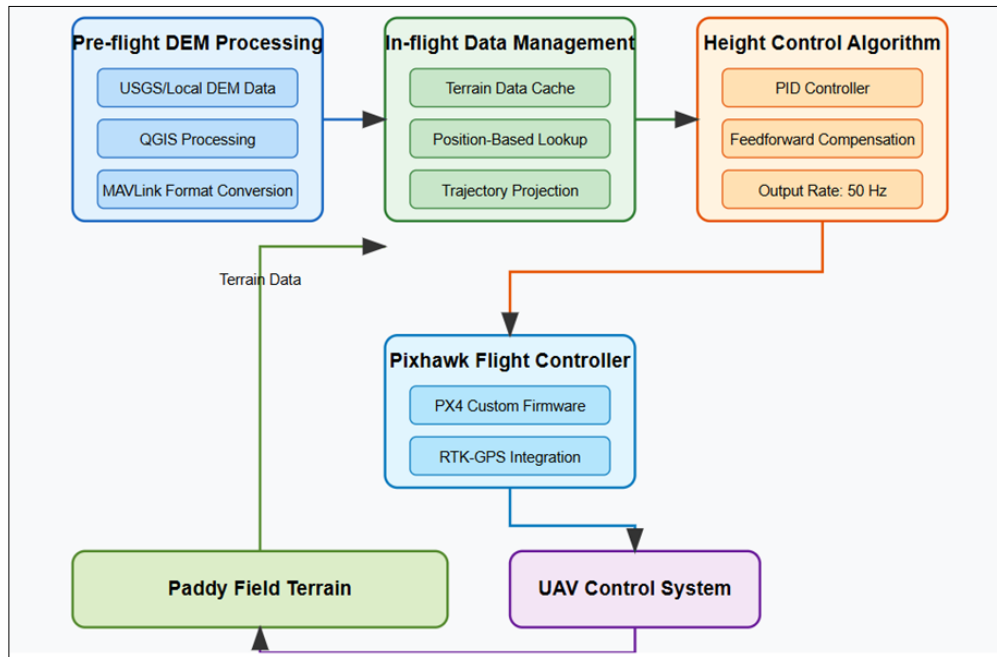 Pre-flight DEM Processing
USGS/Local DEM Data
QGIS Processing
MAVLink Format Conversion
In-flight Data Management
Terrain Data Cache
Position-Based Lookup
Trajectory Projection
Height Control Algorithm
PID Controller
Feedforward Compensation
Output Rate: 50 Hz
Terrain Data
Pixhawk Flight Controller
PX4 Custom Firmware
RTK-GPS Integration
Paddy Field Terrain
UAV Control System